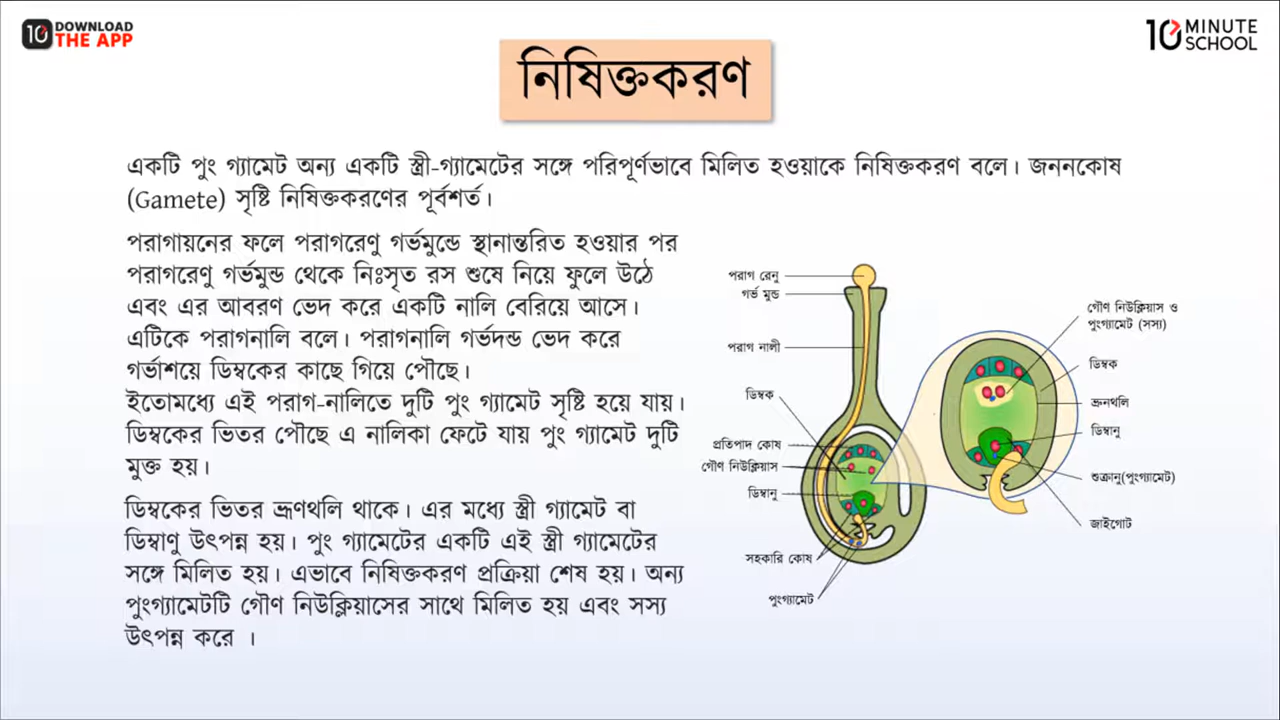 10 DOWNLOAD
THE APP
10 MINUTE
SCHOOL
নিষিক্তকরণ
একটি পুং গ্যামেট অন্য একটি স্ত্রী-গ্যামেটের সঙ্গে পরিপূর্ণভাবে মিলিত হওয়াকে নিষিক্তকরণ বলে। জননকোষ
(Gamete) সৃষ্টি নিষিক্তকরণের পূর্বশর্ত।
পরাগায়নের ফলে পরাগরেণু গর্ভমুন্ডে স্থানান্তরিত হওয়ার পর
পরাগরেণু গর্ভমুন্ড থেকে নিঃসৃত রস শুষে নিয়ে ফুলে উঠে
এবং এর আবরণ ভেদ করে একটি নালি বেরিয়ে আসে।
এটিকে পরাগনালি বলে। পরাগনালি গর্ভদন্ড ভেদ করে
গর্ভাশয়ে ডিম্বকের কাছে গিয়ে পৌছে।
ইতোমধ্যে এই পরাগ-নালিতে দুটি পুং গ্যামেট সৃষ্টি হয়ে যায়।
ডিম্বকের ভিতর পৌছে এ নালিকা ফেটে যায় পুং গ্যামেট দুটি
মুক্ত হয়।
ডিম্বকের ভিতর ভ্রূণথলি থাকে। এর মধ্যে স্ত্রী গ্যামেট বা
ডিম্বাণু উৎপন্ন হয়। পুং গ্যামেটের একটি এই স্ত্রী গ্যামেটের
সঙ্গে মিলিত হয়। এভাবে নিষিক্তকরণ প্রক্রিয়া শেষ হয়। অন্য
পুংগ্যামেটটি গৌণ নিউক্লিয়াসের সাথে মিলিত হয় এবং সস্য
উৎপন্ন করে ।
পরাগ রেনু
গর্ভ মুন্ড
পরাগ নালী
ডিম্বক
প্রতিপাদ কোষ
গৌণ নিউক্লিয়াস
ডিম্বানু
সহকারি কোষ
পুংগ্যামেট
গৌণ নিউক্লিয়াস ও
পুংগ্যামেট (সস্য)
ডিম্বক
ভ্রুনথলি
ডিম্বানু
শুক্রানু(পুংগ্যামেট)
জাইগোট